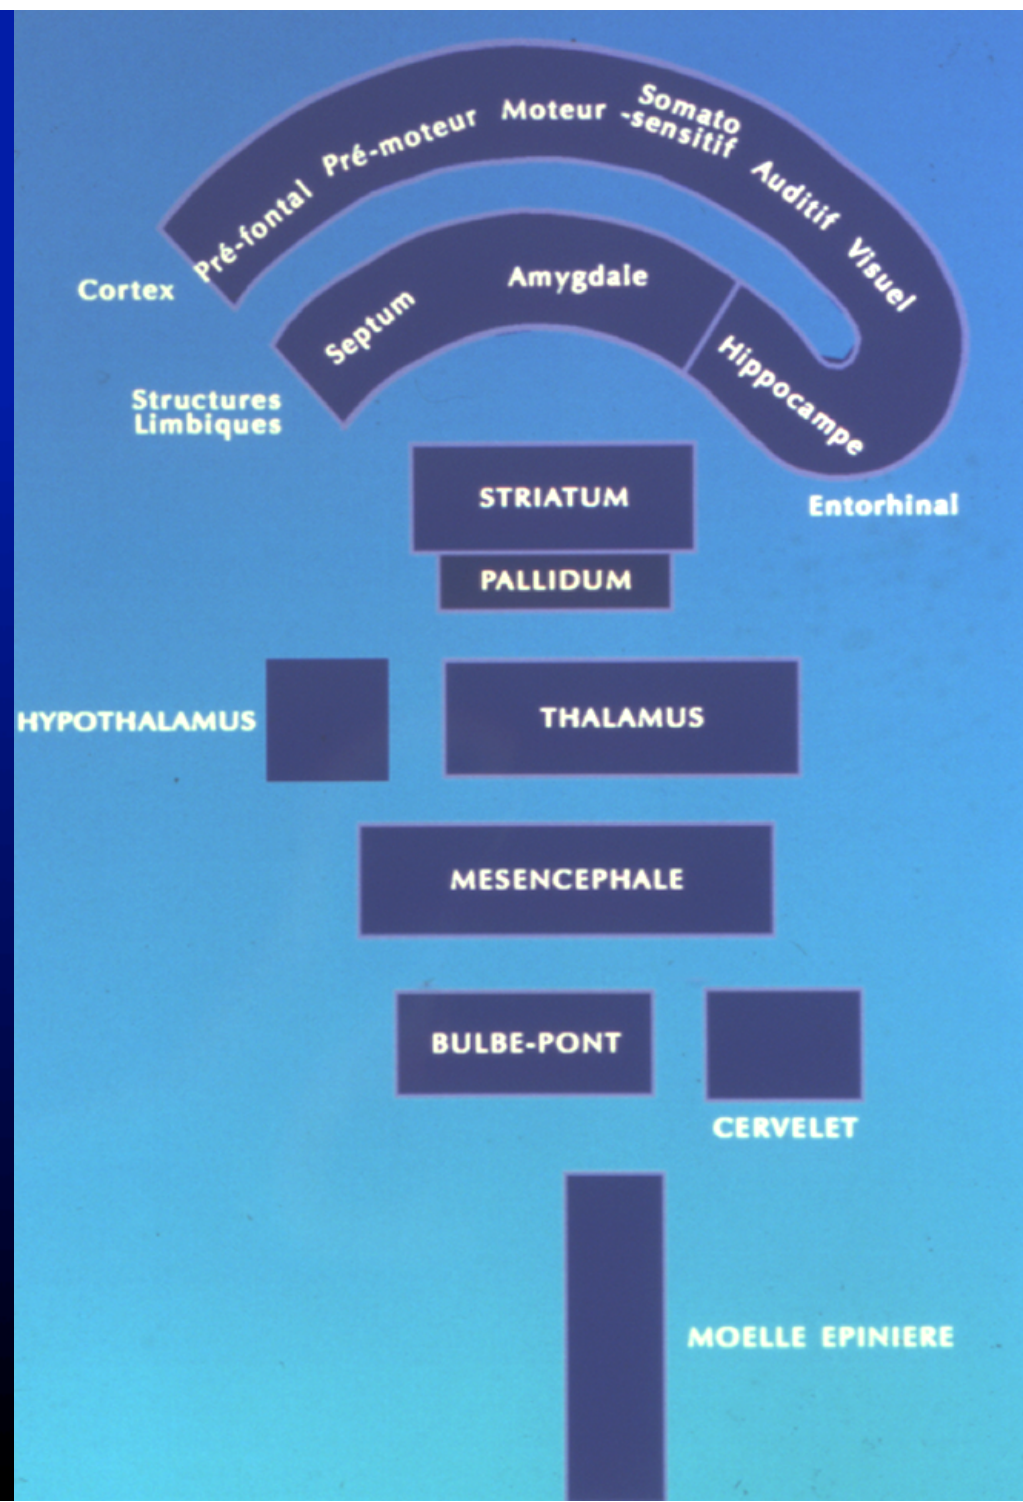 Pré-fontal
Pré-moteur
Moteur
Somato
-sensitif
Auditif
Visuel
Cortex
Septum
Amygdale
Hippocampe
Structures
Limbiques
STRIATUM
Entorhinal
PALLIDUM
HYPOTHALAMUS
THALAMUS
MESENCEPHALE
BULBE-PONT
CERVELET
MOELLE EPINIERE